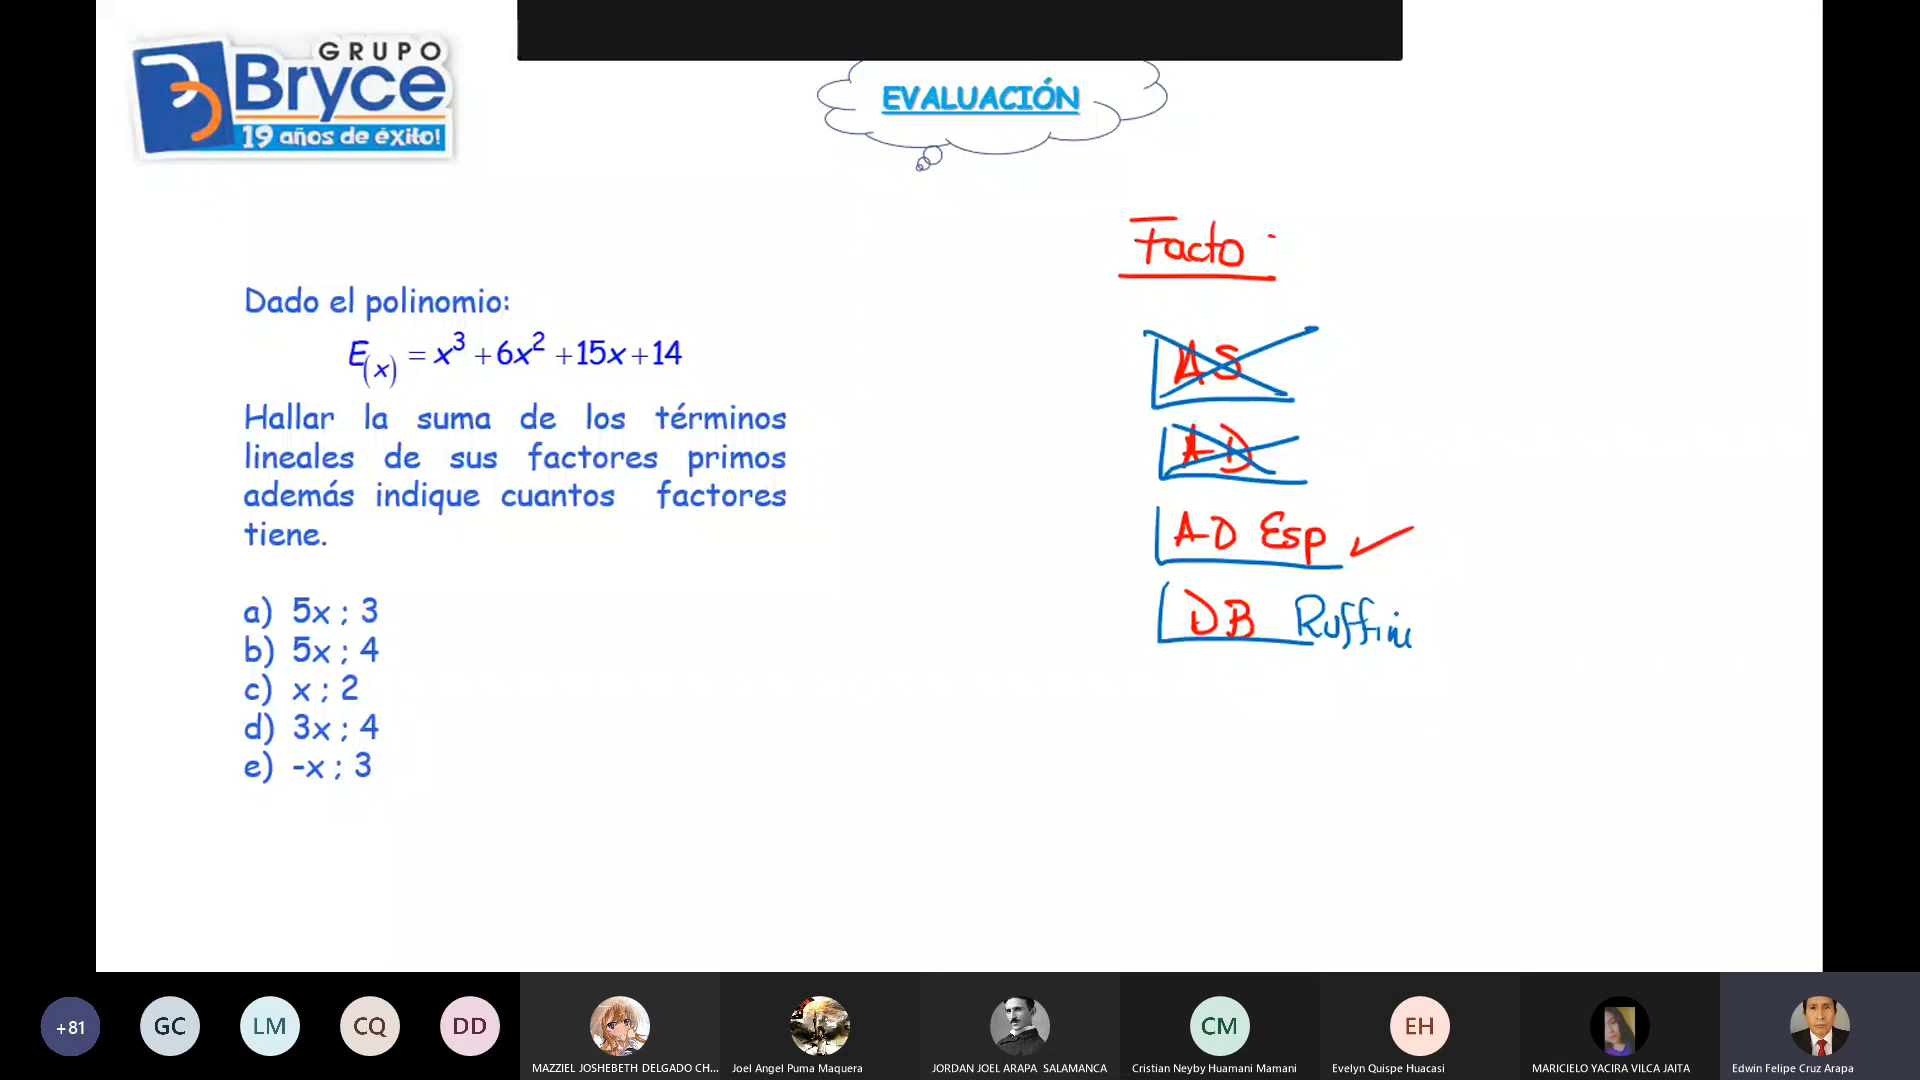 GRUPO
Bryce
19 años de éxito!
EVALUACIÓN
Dado el polinomio:
E(x) = x³ + 6x² + 15x + 14
Hallar la suma de los términos
lineales de sus factores primos
además indique cuantos factores
tiene.
a) 5x ; 3
b) 5x ; 4
c) x ; 2
d) 3x ; 4
e) -x ; 3
Facto
AS
AD
AD Esp
DB Ruffini
+81
GC
LM
CQ
DD
CM
EH
MAZZIEL JOSHEBETH DELGADO CH...
Joel Angel Puma Maquera
JORDAN JOEL ARAPA SALAMANCA
Cristian Neyby Huamani Mamani
Evelyn Quispe Huacasi
MARICIELO YACIRA VILCA JAITA
Edwin Felipe Cruz Arapa